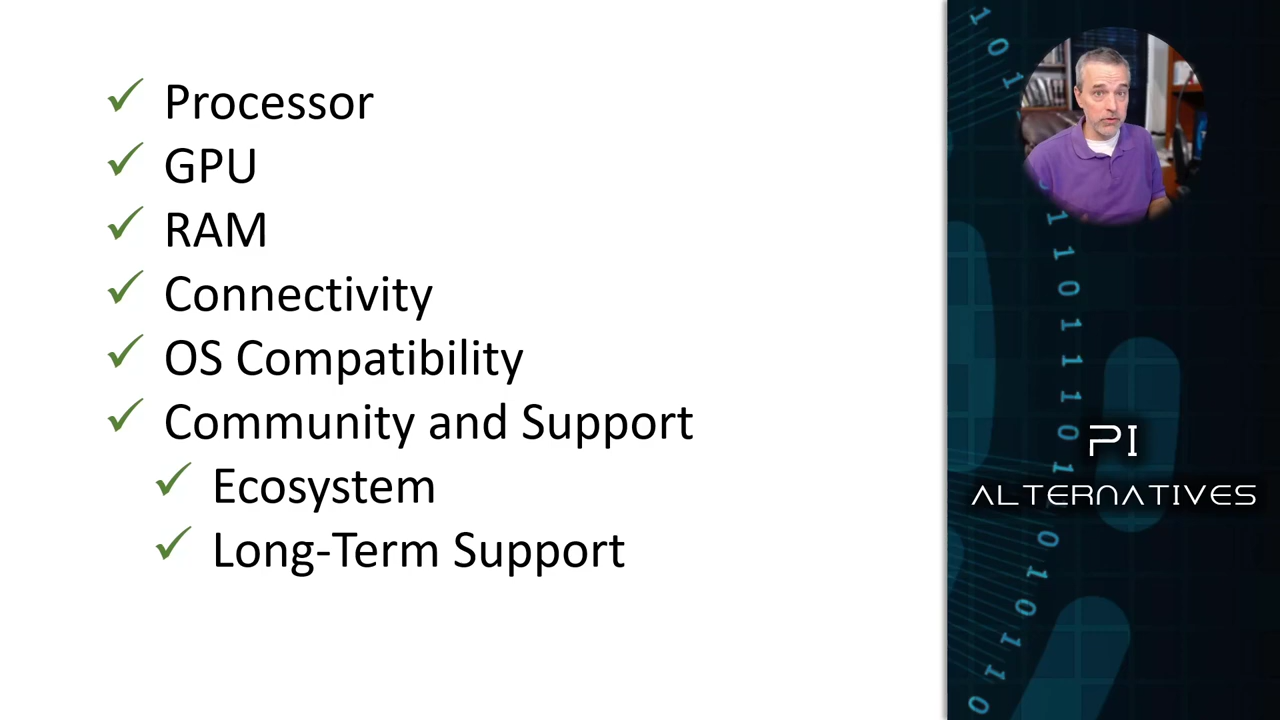 Processor
GPU
RAM
Connectivity
OS Compatibility
Community and Support
Ecosystem
Long-Term Support
PI
ALTERNATIVES